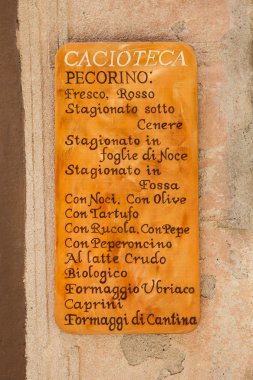 CACIOTECA
PECORINO:
Fresco, Rosso
Stagionato sotto
Cenere
Stagionato in
foglie di Noce
Stagionato in
Fossa
Con Noci, Con Olive
Con Tartufo
Con Rucola, Con Pepe
Con Peperoncino
Al latte Crudo
Biologico
Formaggio Ubriaco
Caprini
Formaggi di Cantina